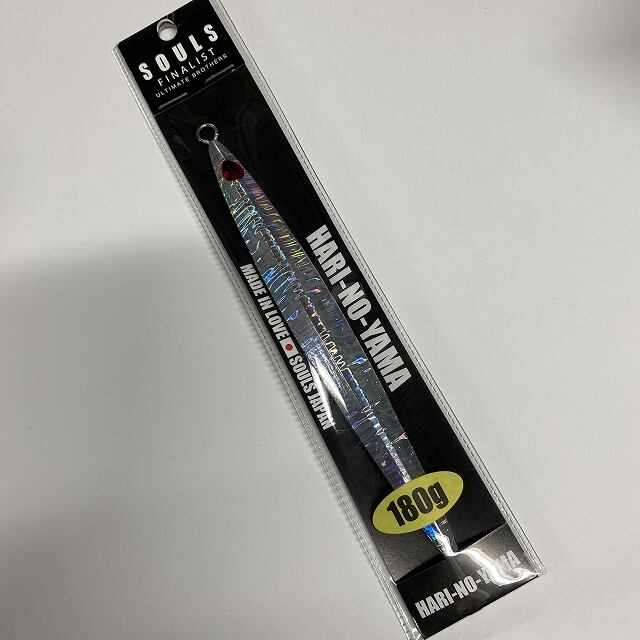 SOULS
FINALIST
ULTIMATE BROTHERS
HARI-NO-YAMA
MADE IN LOVE SOULS JAPAN
180g
HARI-NO-YAMA